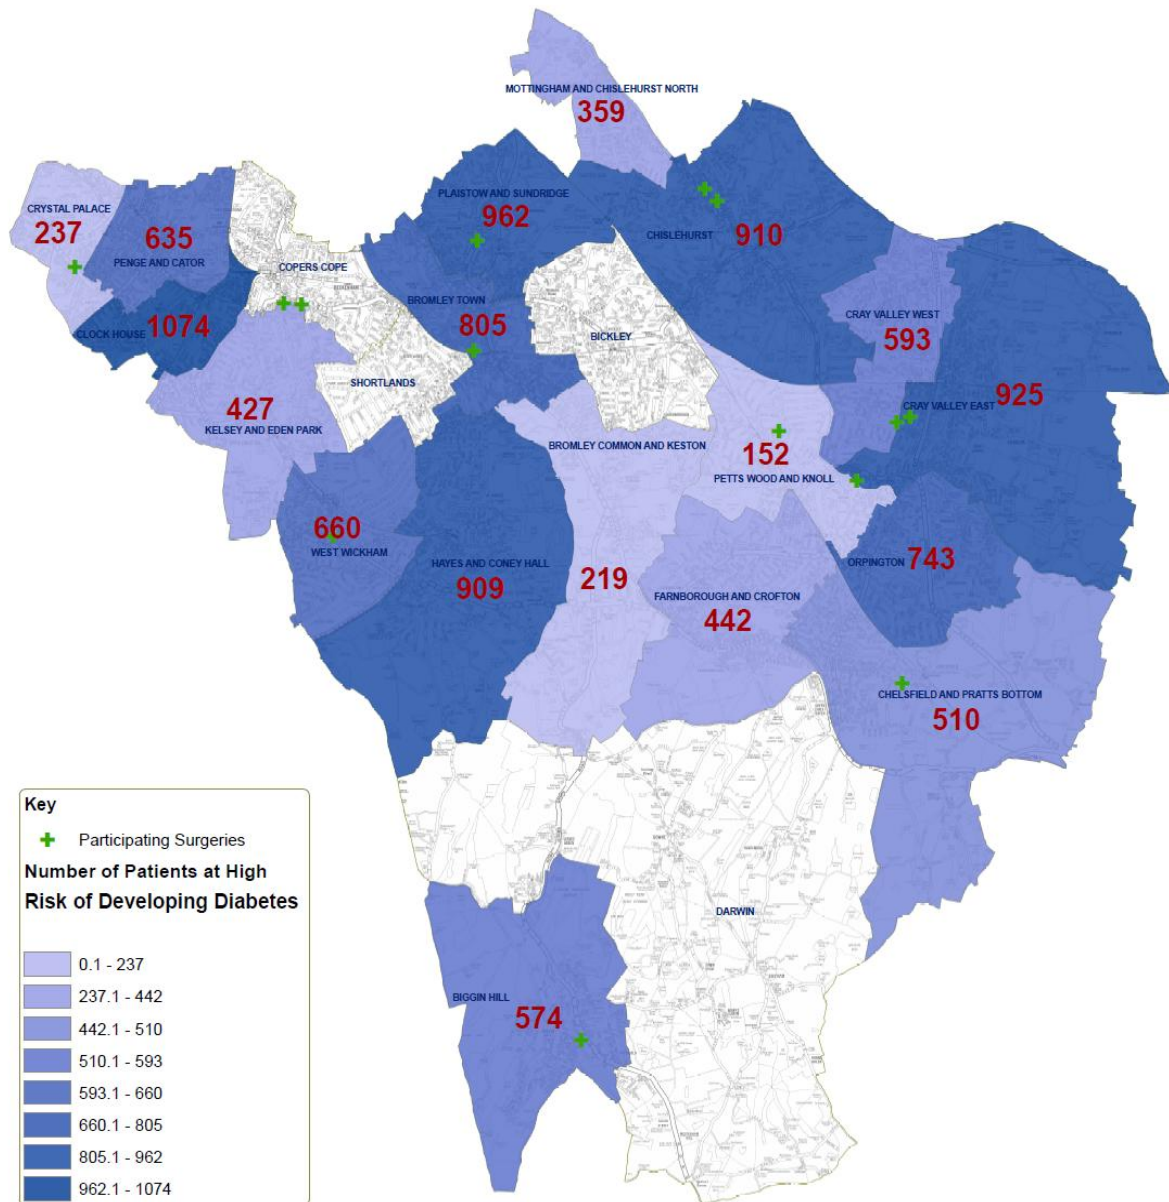 MOTTINGHAM AND CHISLEHURST NORTH
359
CRYSTAL PALACE
237
635
PENGE AND CATOR
COPERS COPE
PLAISTOW AND SUNDRIDGE
962
CHISLEHURST
910
CLOCK HOUSE
1074
BROMLEY TOWN
805
BICKLEY
CRAY VALLEY WEST
593
SHORTLANDS
427
KELSEY AND EDEN PARK
CRAY VALLEY EAST
925
BROMLEY COMMON AND KESTON
152
PETTS WOOD AND KNOLL
660
WEST WICKHAM
HAYES AND CONEY HALL
909
219
ORPINGTON
743
FARNBOROUGH AND CROFTON
442
CHELSFIELD AND PRATTS BOTTOM
510
DARWIN
BIGGIN HILL
574
Key
Participating Surgeries
Number of Patients at High
Risk of Developing Diabetes
0.1 - 237
237.1 - 442
442.1 - 510
510.1 - 593
593.1 - 660
660.1 - 805
805.1 - 962
962.1 - 1074